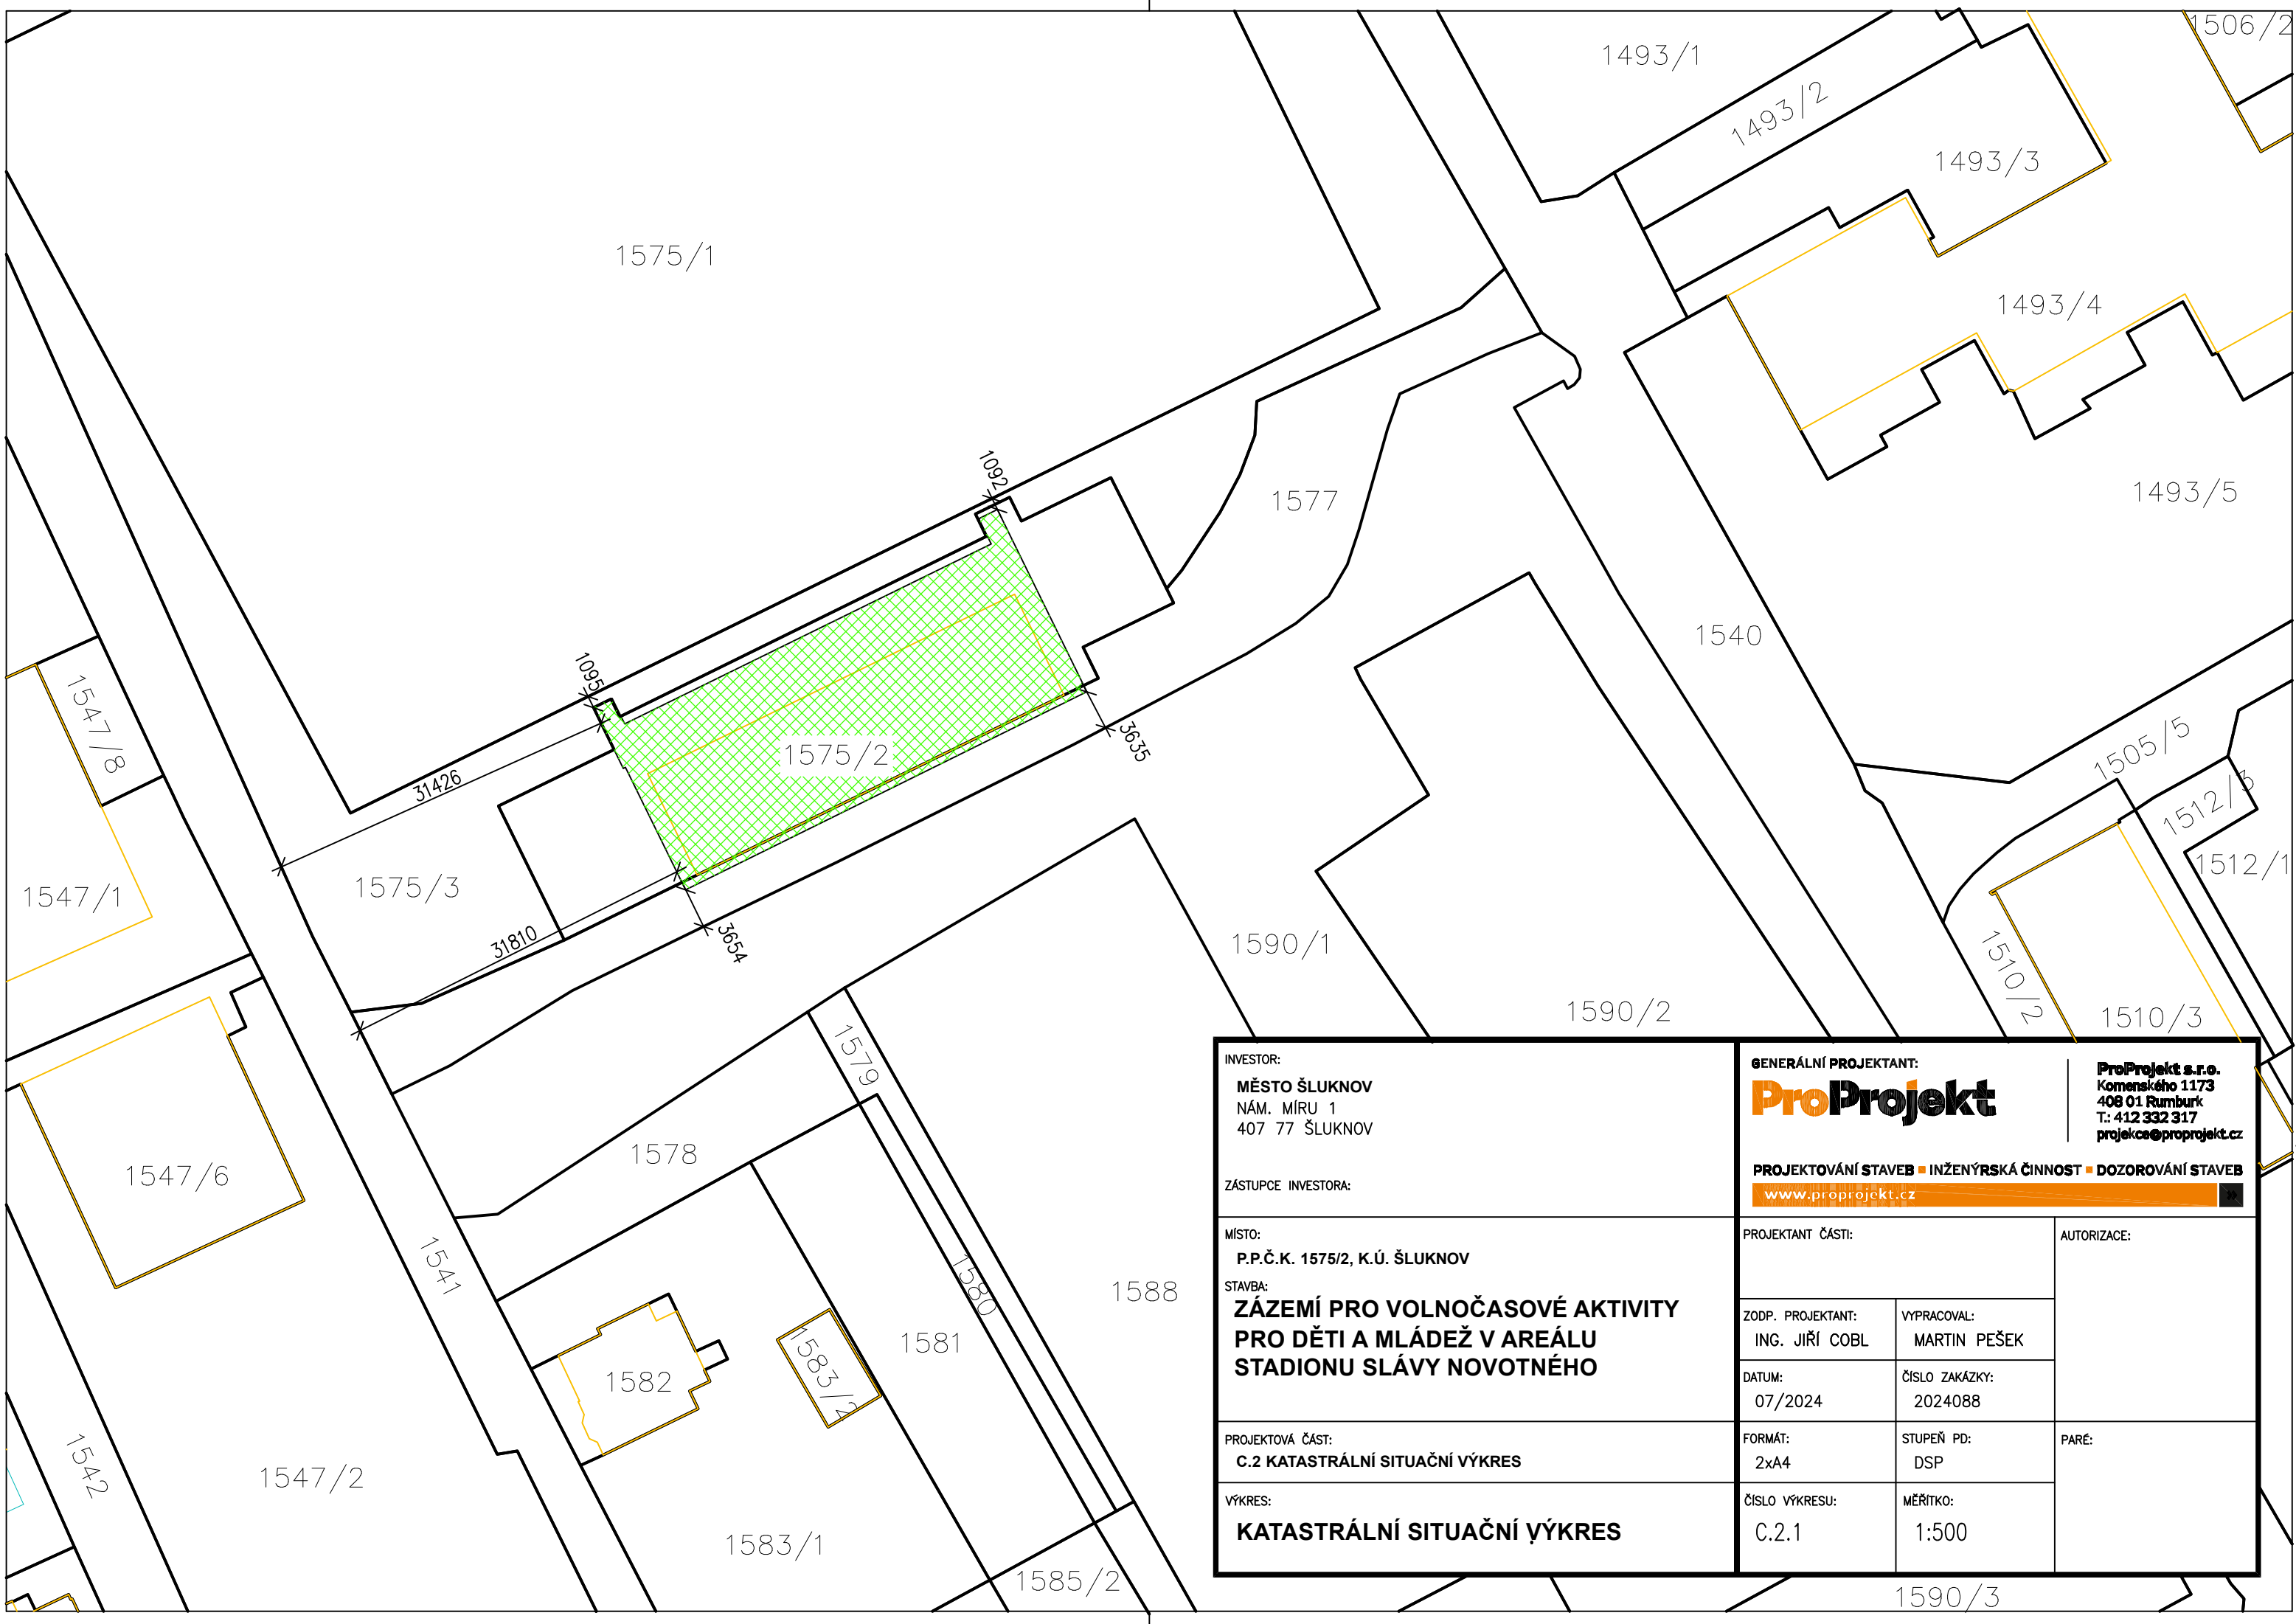 1506/2
1493/1
1493/2
1493/3
1575/1
1493/4
1092
1577
1493/5
1540
1095
1547/8
1575/2
3635
1505/5
31426
1512/3
1512/1
1575/3
1547/1
31810
3654
1590/1
1510/2
1590/2
1510/3
1579
1578
1547/6
1541
1580
1588
1581
1583/2
1582
1542
1547/2
1583/1
1585/2
1590/3
INVESTOR:
MĚSTO ŠLUKNOV
NÁM. MÍRU 1
407 77 ŠLUKNOV
ZÁSTUPCE INVESTORA:
MÍSTO:
P.P.Č.K. 1575/2, K.Ú. ŠLUKNOV
STAVBA:
ZÁZEMÍ PRO VOLNOČASOVÉ AKTIVITY
PRO DĚTI A MLÁDEŽ V AREÁLU
STADIONU SLÁVY NOVOTNÉHO
PROJEKTOVÁ ČÁST:
C.2 KATASTRÁLNÍ SITUAČNÍ VÝKRES
VÝKRES:
KATASTRÁLNÍ SITUAČNÍ VÝKRES
GENERÁLNÍ PROJEKTANT:
ProProjekt
ProProjekt s.r.o.
Komenského 1173
408 01 Rumburk
T.: 412 332 317
projekce@proprojekt.cz
PROJEKTOVÁNÍ STAVEB ▪ INŽENÝRSKÁ ČINNOST ▪ DOZOROVÁNÍ STAVEB
www.proprojekt.cz »
PROJEKTANT ČÁSTI:
AUTORIZACE:
ZODP. PROJEKTANT:
ING. JIŘÍ COBL
VYPRACOVAL:
MARTIN PEŠEK
DATUM:
07/2024
ČÍSLO ZAKÁZKY:
2024088
FORMÁT:
2xA4
STUPEŇ PD:
DSP
PARÉ:
ČÍSLO VÝKRESU:
C.2.1
MĚŘÍTKO:
1:500